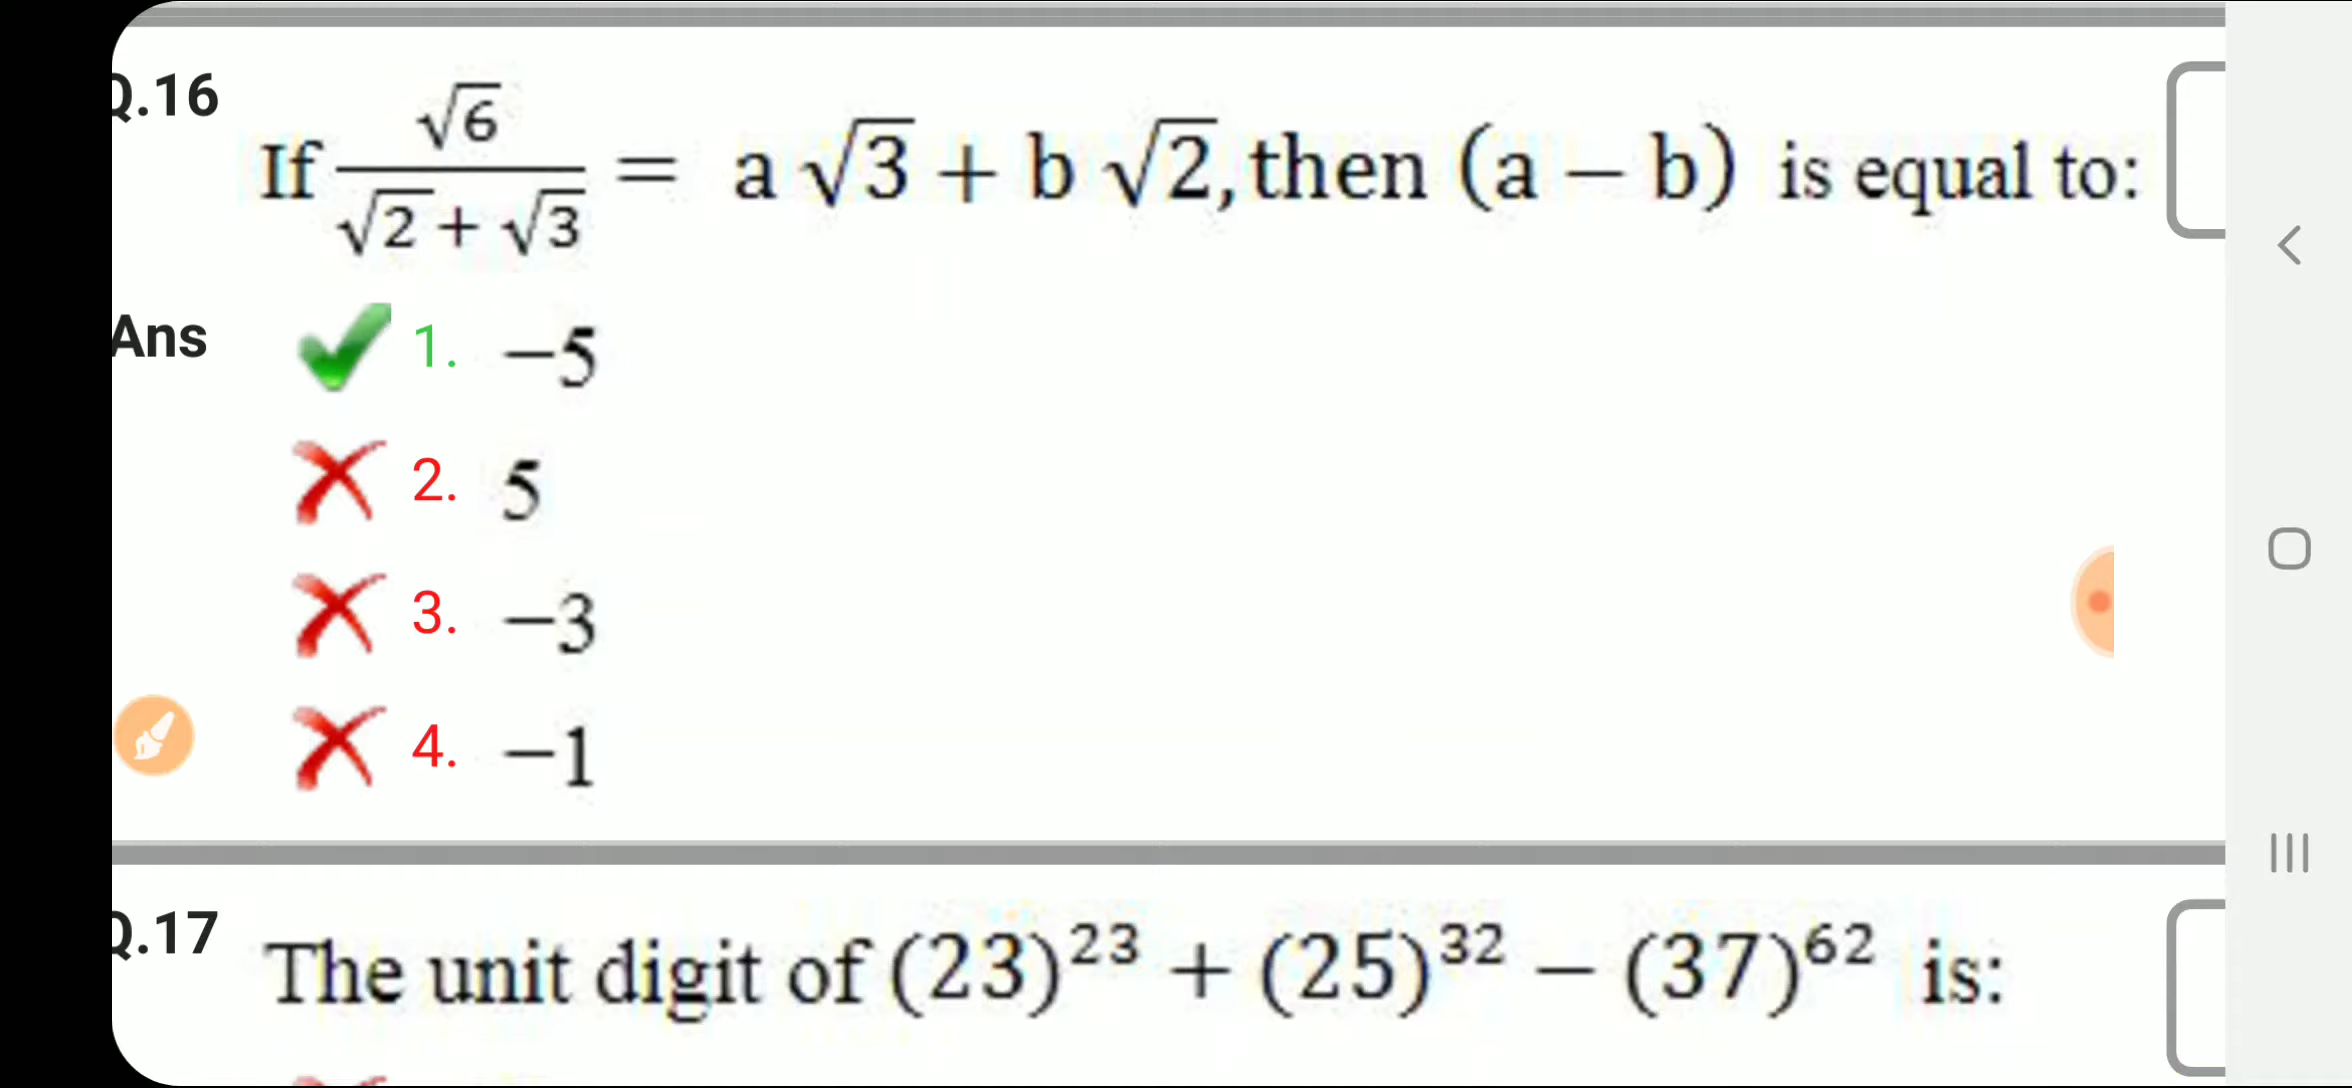 Q.16 If √6 / (√2 + √3) = a √3 + b √2, then (a − b) is equal to:
Ans 1. −5
2. 5
3. −3
4. −1
Q.17 The unit digit of (23)²³ + (25)³² − (37)⁶² is: